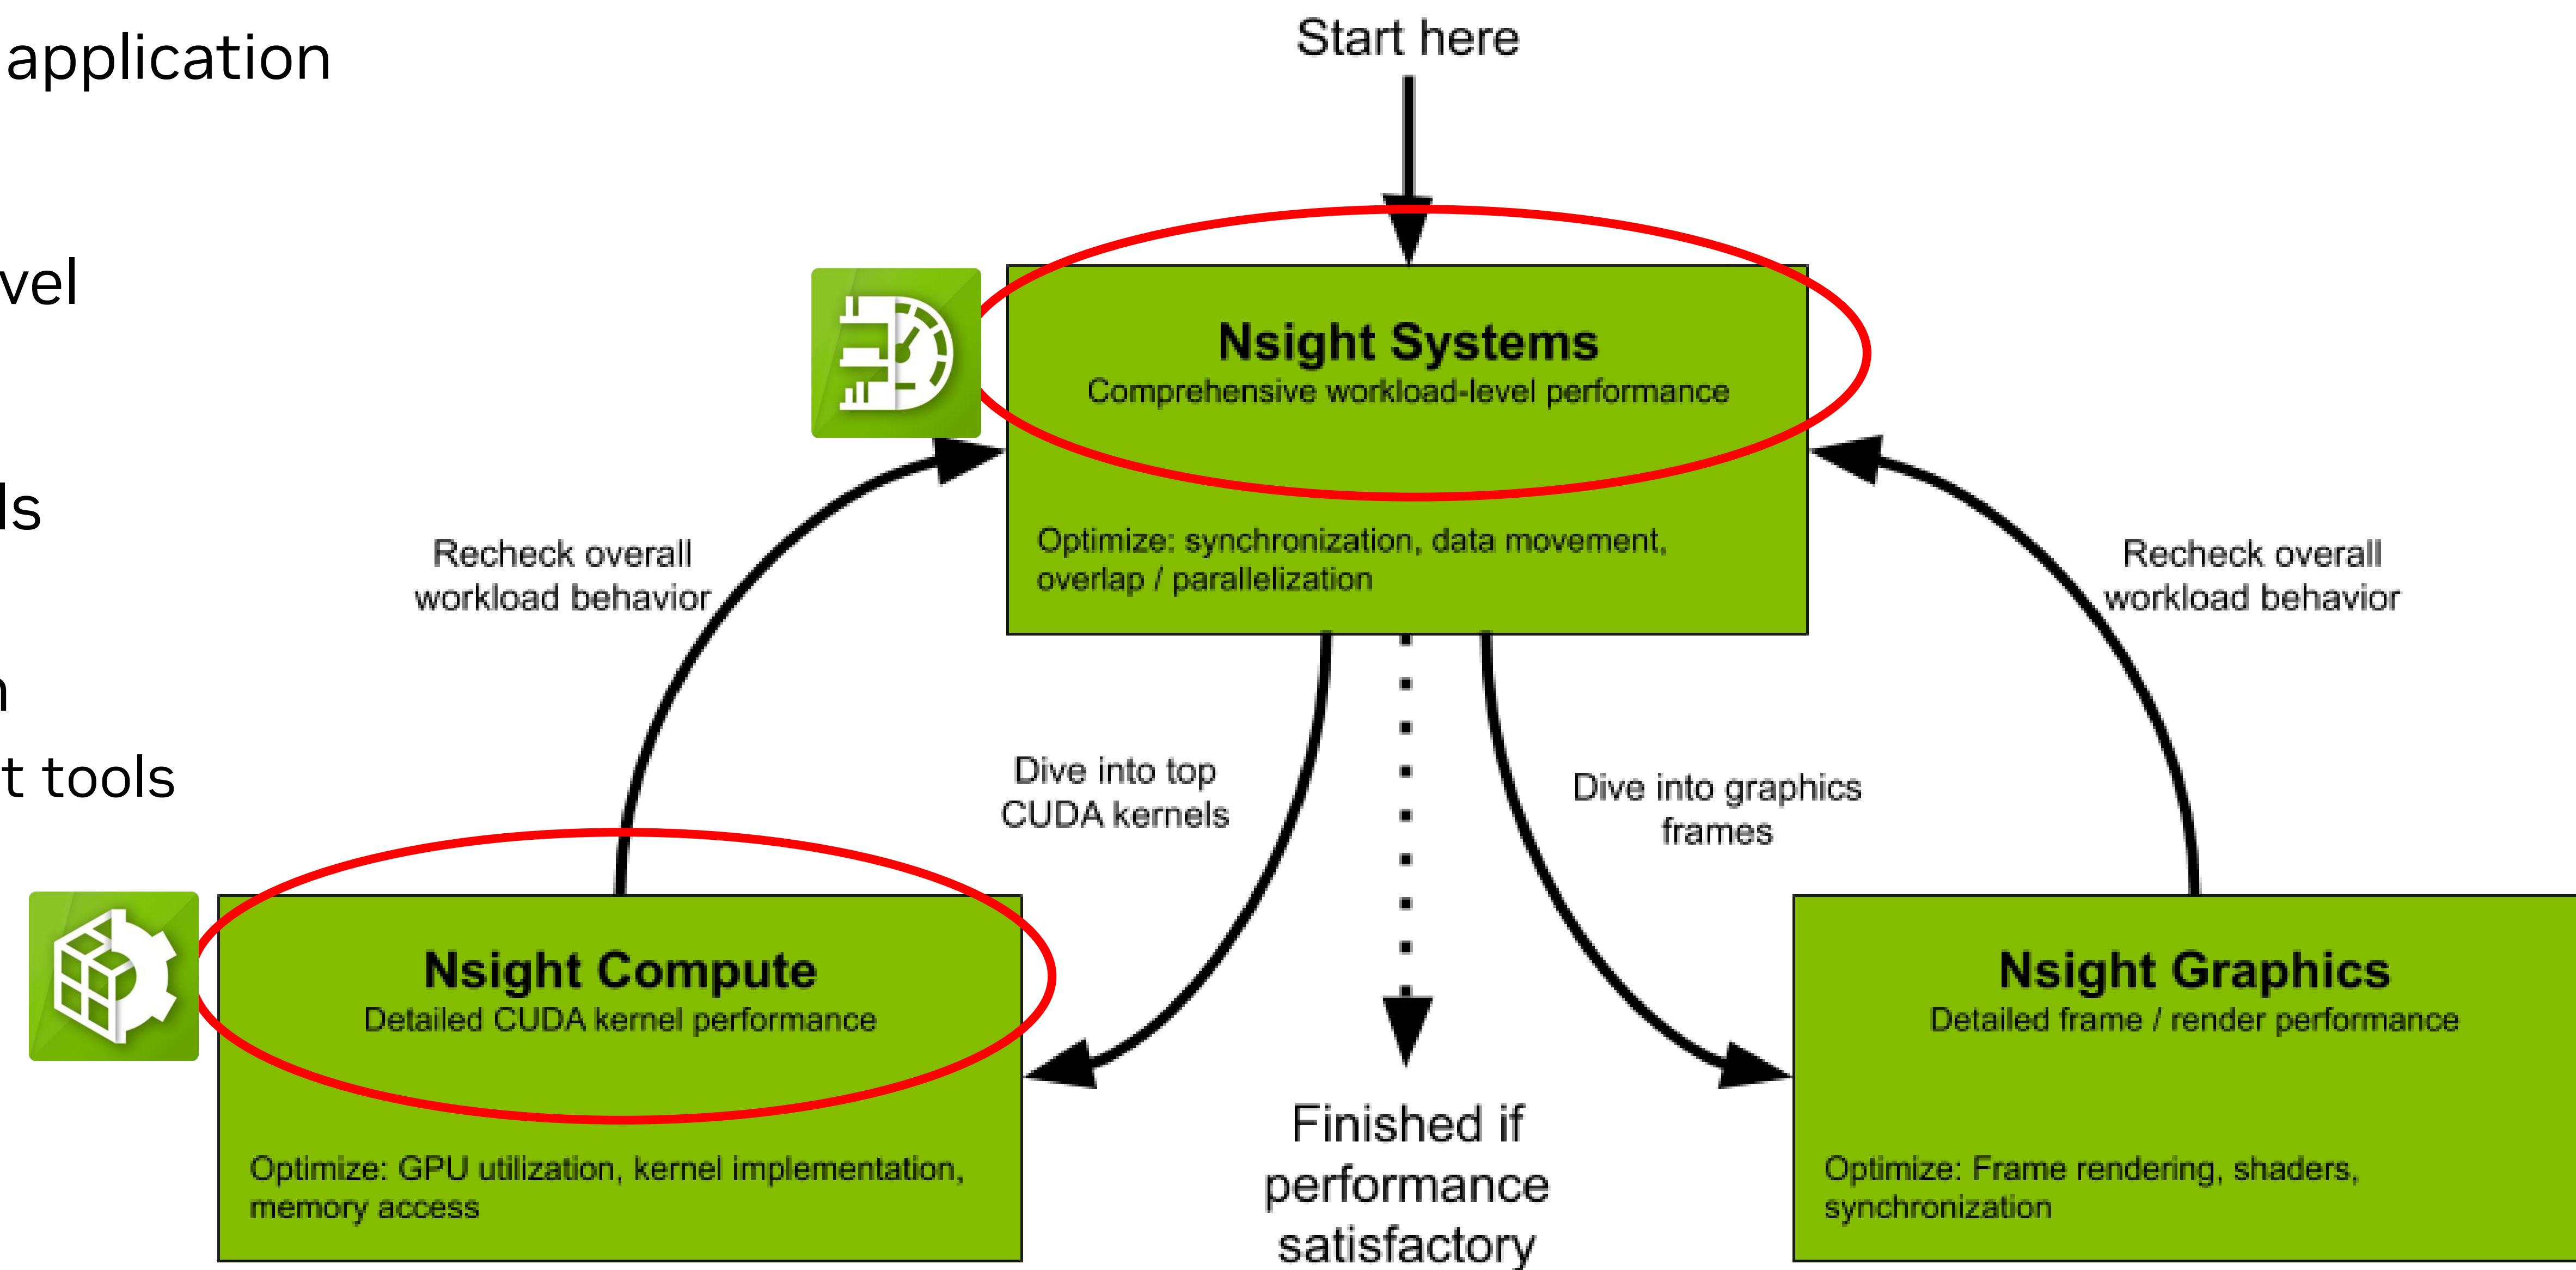 application
vel
ls
n
t tools
Start here
Nsight Systems
Comprehensive workload-level performance
Optimize: synchronization, data movement,
overlap / parallelization
Recheck overall
workload behavior
Recheck overall
workload behavior
Dive into top
CUDA kernels
Dive into graphics
frames
Nsight Compute
Detailed CUDA kernel performance
Optimize: GPU utilization, kernel implementation,
memory access
Finished if
performance
satisfactory
Nsight Graphics
Detailed frame / render performance
Optimize: Frame rendering, shaders,
synchronization